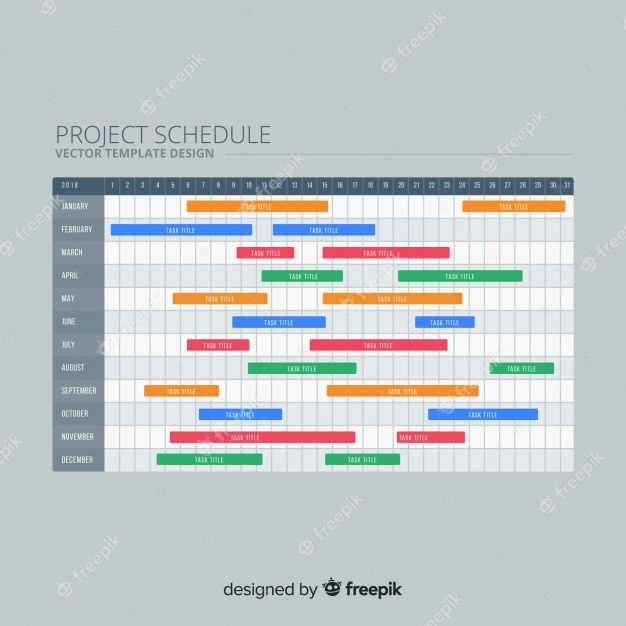 PROJECT SCHEDULE
VECTOR TEMPLATE DESIGN
2018 1 2 3 4 5 6 7 8 9 10 11 12 13 14 15 16 17 18 19 20 21 22 23 24 25 26 27 28 29 30 31
JANUARY TASK TITLE TASK TITLE
FEBRUARY TASK TITLE TASK TITLE
MARCH TASK TITLE TASK TITLE
APRIL TASK TITLE TASK TITLE
MAY TASK TITLE TASK TITLE
JUNE TASK TITLE TASK TITLE
JULY TASK TITLE TASK TITLE
AUGUST TASK TITLE TASK TITLE
SEPTEMBER TASK TITLE TASK TITLE
OCTOBER TASK TITLE TASK TITLE
NOVEMBER TASK TITLE TASK TITLE
DECEMBER TASK TITLE TASK TITLE
designed by freepik